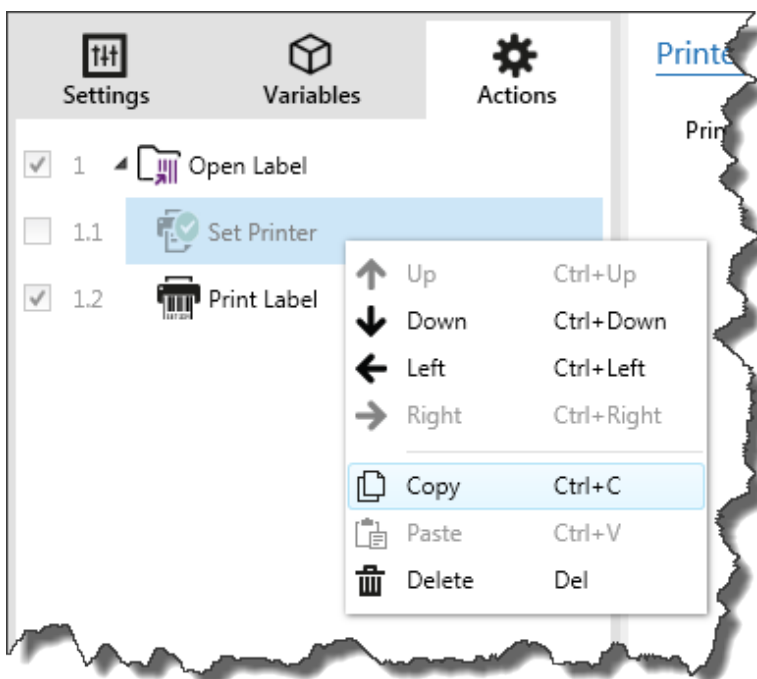 Settings Variables Actions Printe
Prin
1 Open Label
1.1 Set Printer
1.2 Print Label
Up Ctrl+Up
Down Ctrl+Down
Left Ctrl+Left
Right Ctrl+Right
Copy Ctrl+C
Paste Ctrl+V
Delete Del